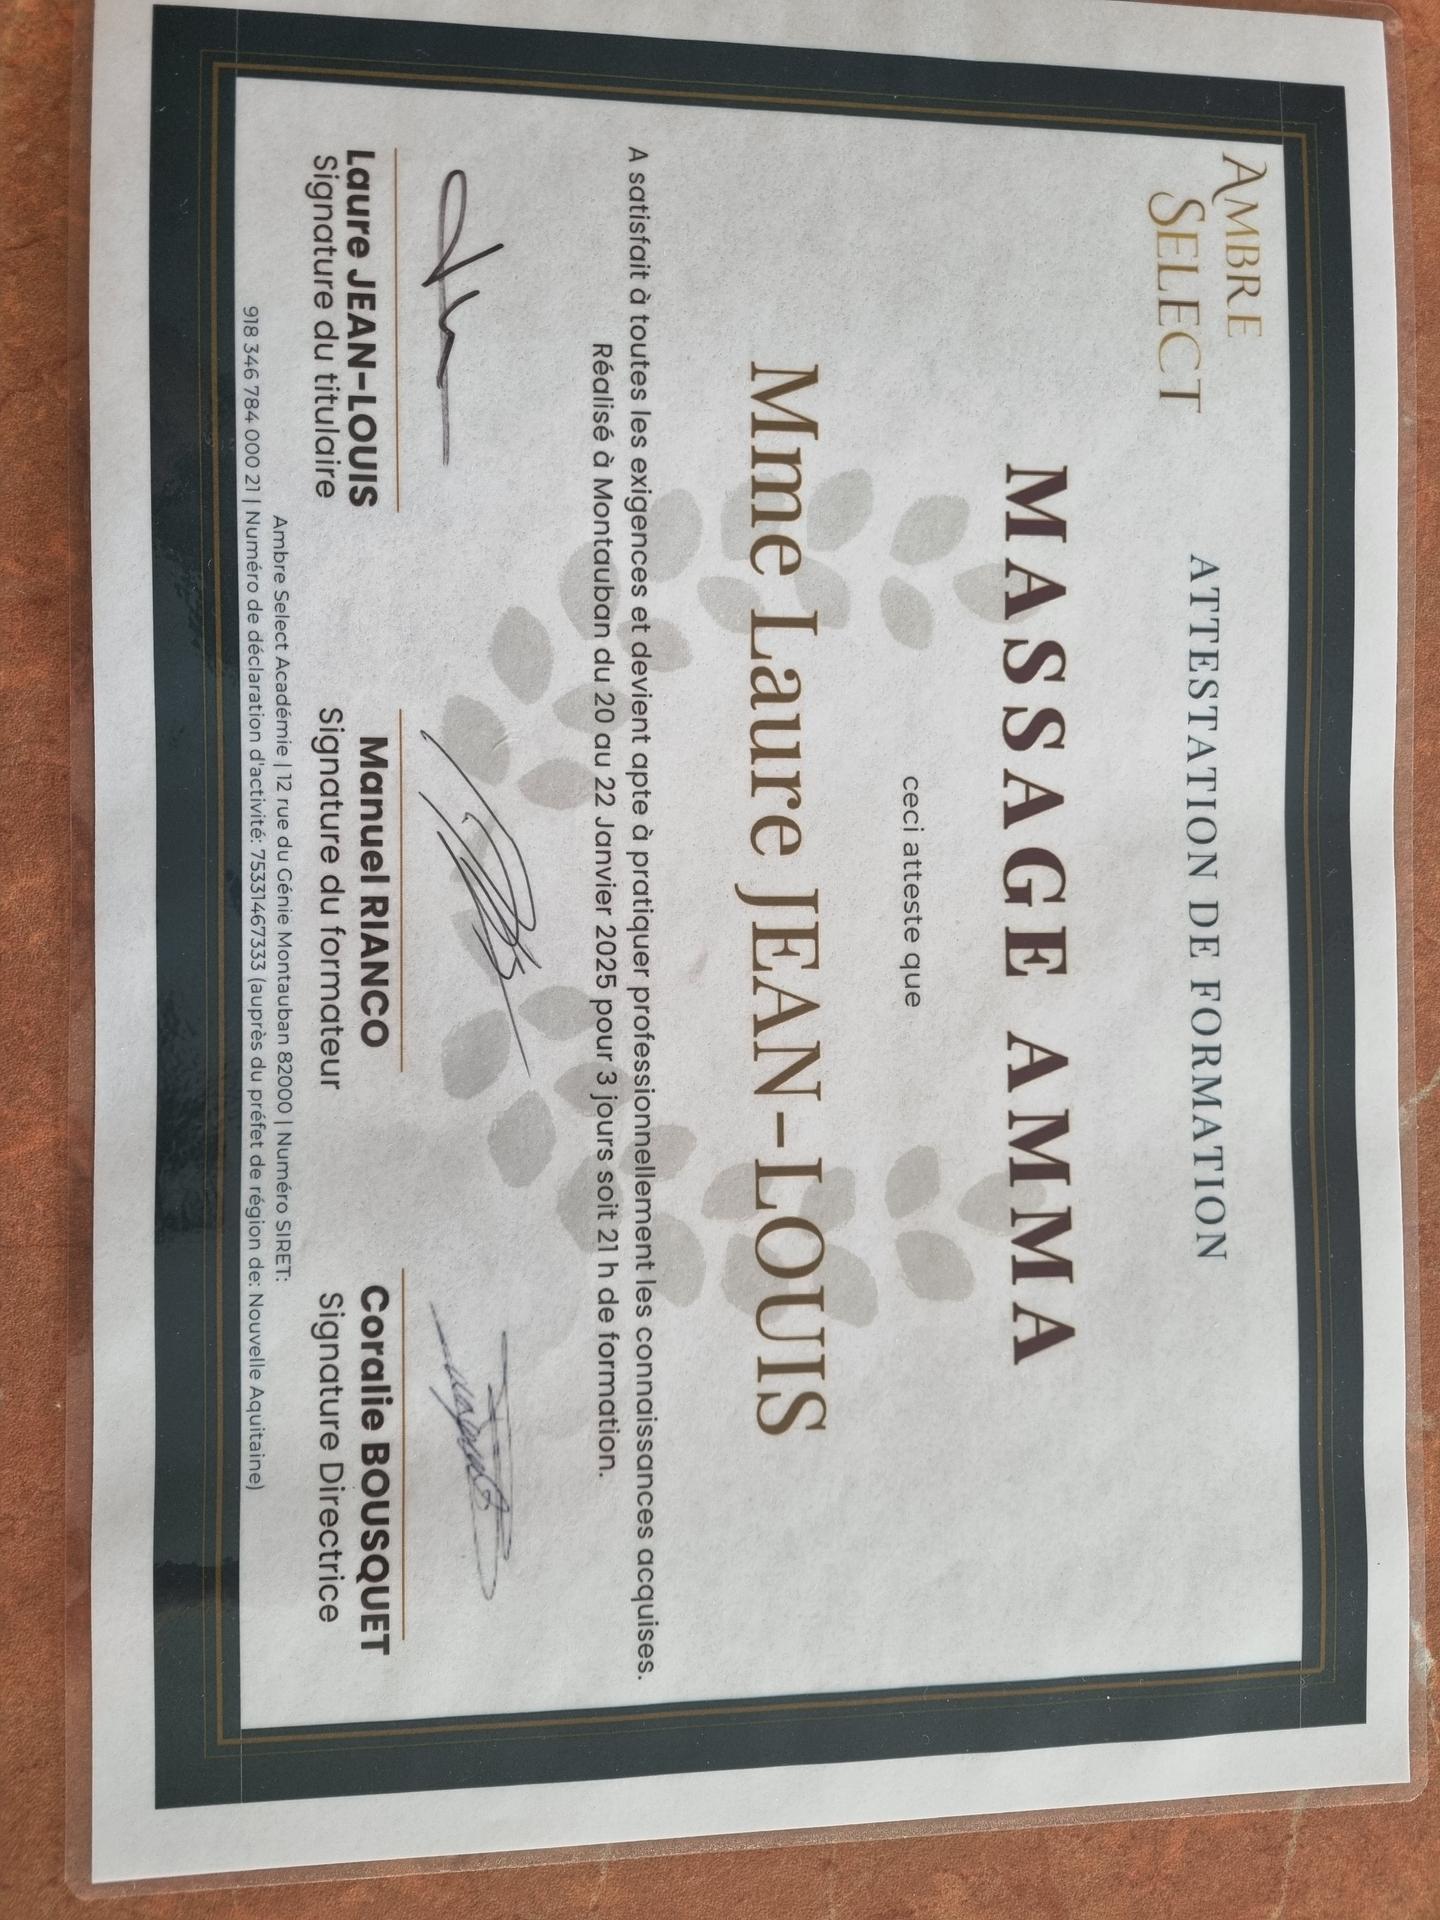 AMBRE
SELECT
ATTESTATION DE FORMATION
MASSAGE AMMA
ceci atteste que
Mme Laure JEAN-LOUIS
A satisfait à toutes les exigences et devient apte à pratiquer professionnellement les connaissances acquises.
Réalisé à Montauban du 20 au 22 Janvier 2025 pour 3 jours soit 21 h de formation.
Laure JEAN-LOUIS
Signature du titulaire
Manuel RIANCO
Signature du formateur
Coralie BOUSQUET
Signature Directrice
Ambre Select Académie | 12 rue du Génie Montauban 82000 | Numéro SIRET:
918 346 784 000 21 | Numéro de déclaration d'activité: 75331467333 (auprès du préfet de région de: Nouvelle Aquitaine)